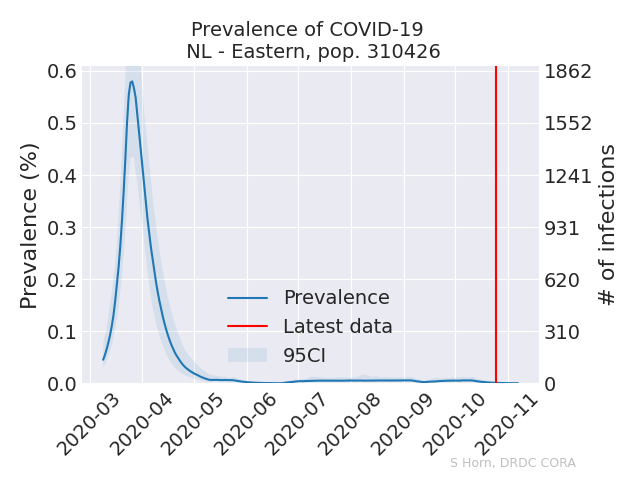 Prevalence of COVID-19
NL - Eastern, pop. 310426
Prevalence (%)
0.6
0.5
0.4
0.3
0.2
0.1
0.0
1862
1552
1241
931
620
310
0
# of infections
Prevalence
Latest data
95CI
2020-03
2020-04
2020-05
2020-06
2020-07
2020-08
2020-09
2020-10
2020-11
S Horn, DRDC CORA